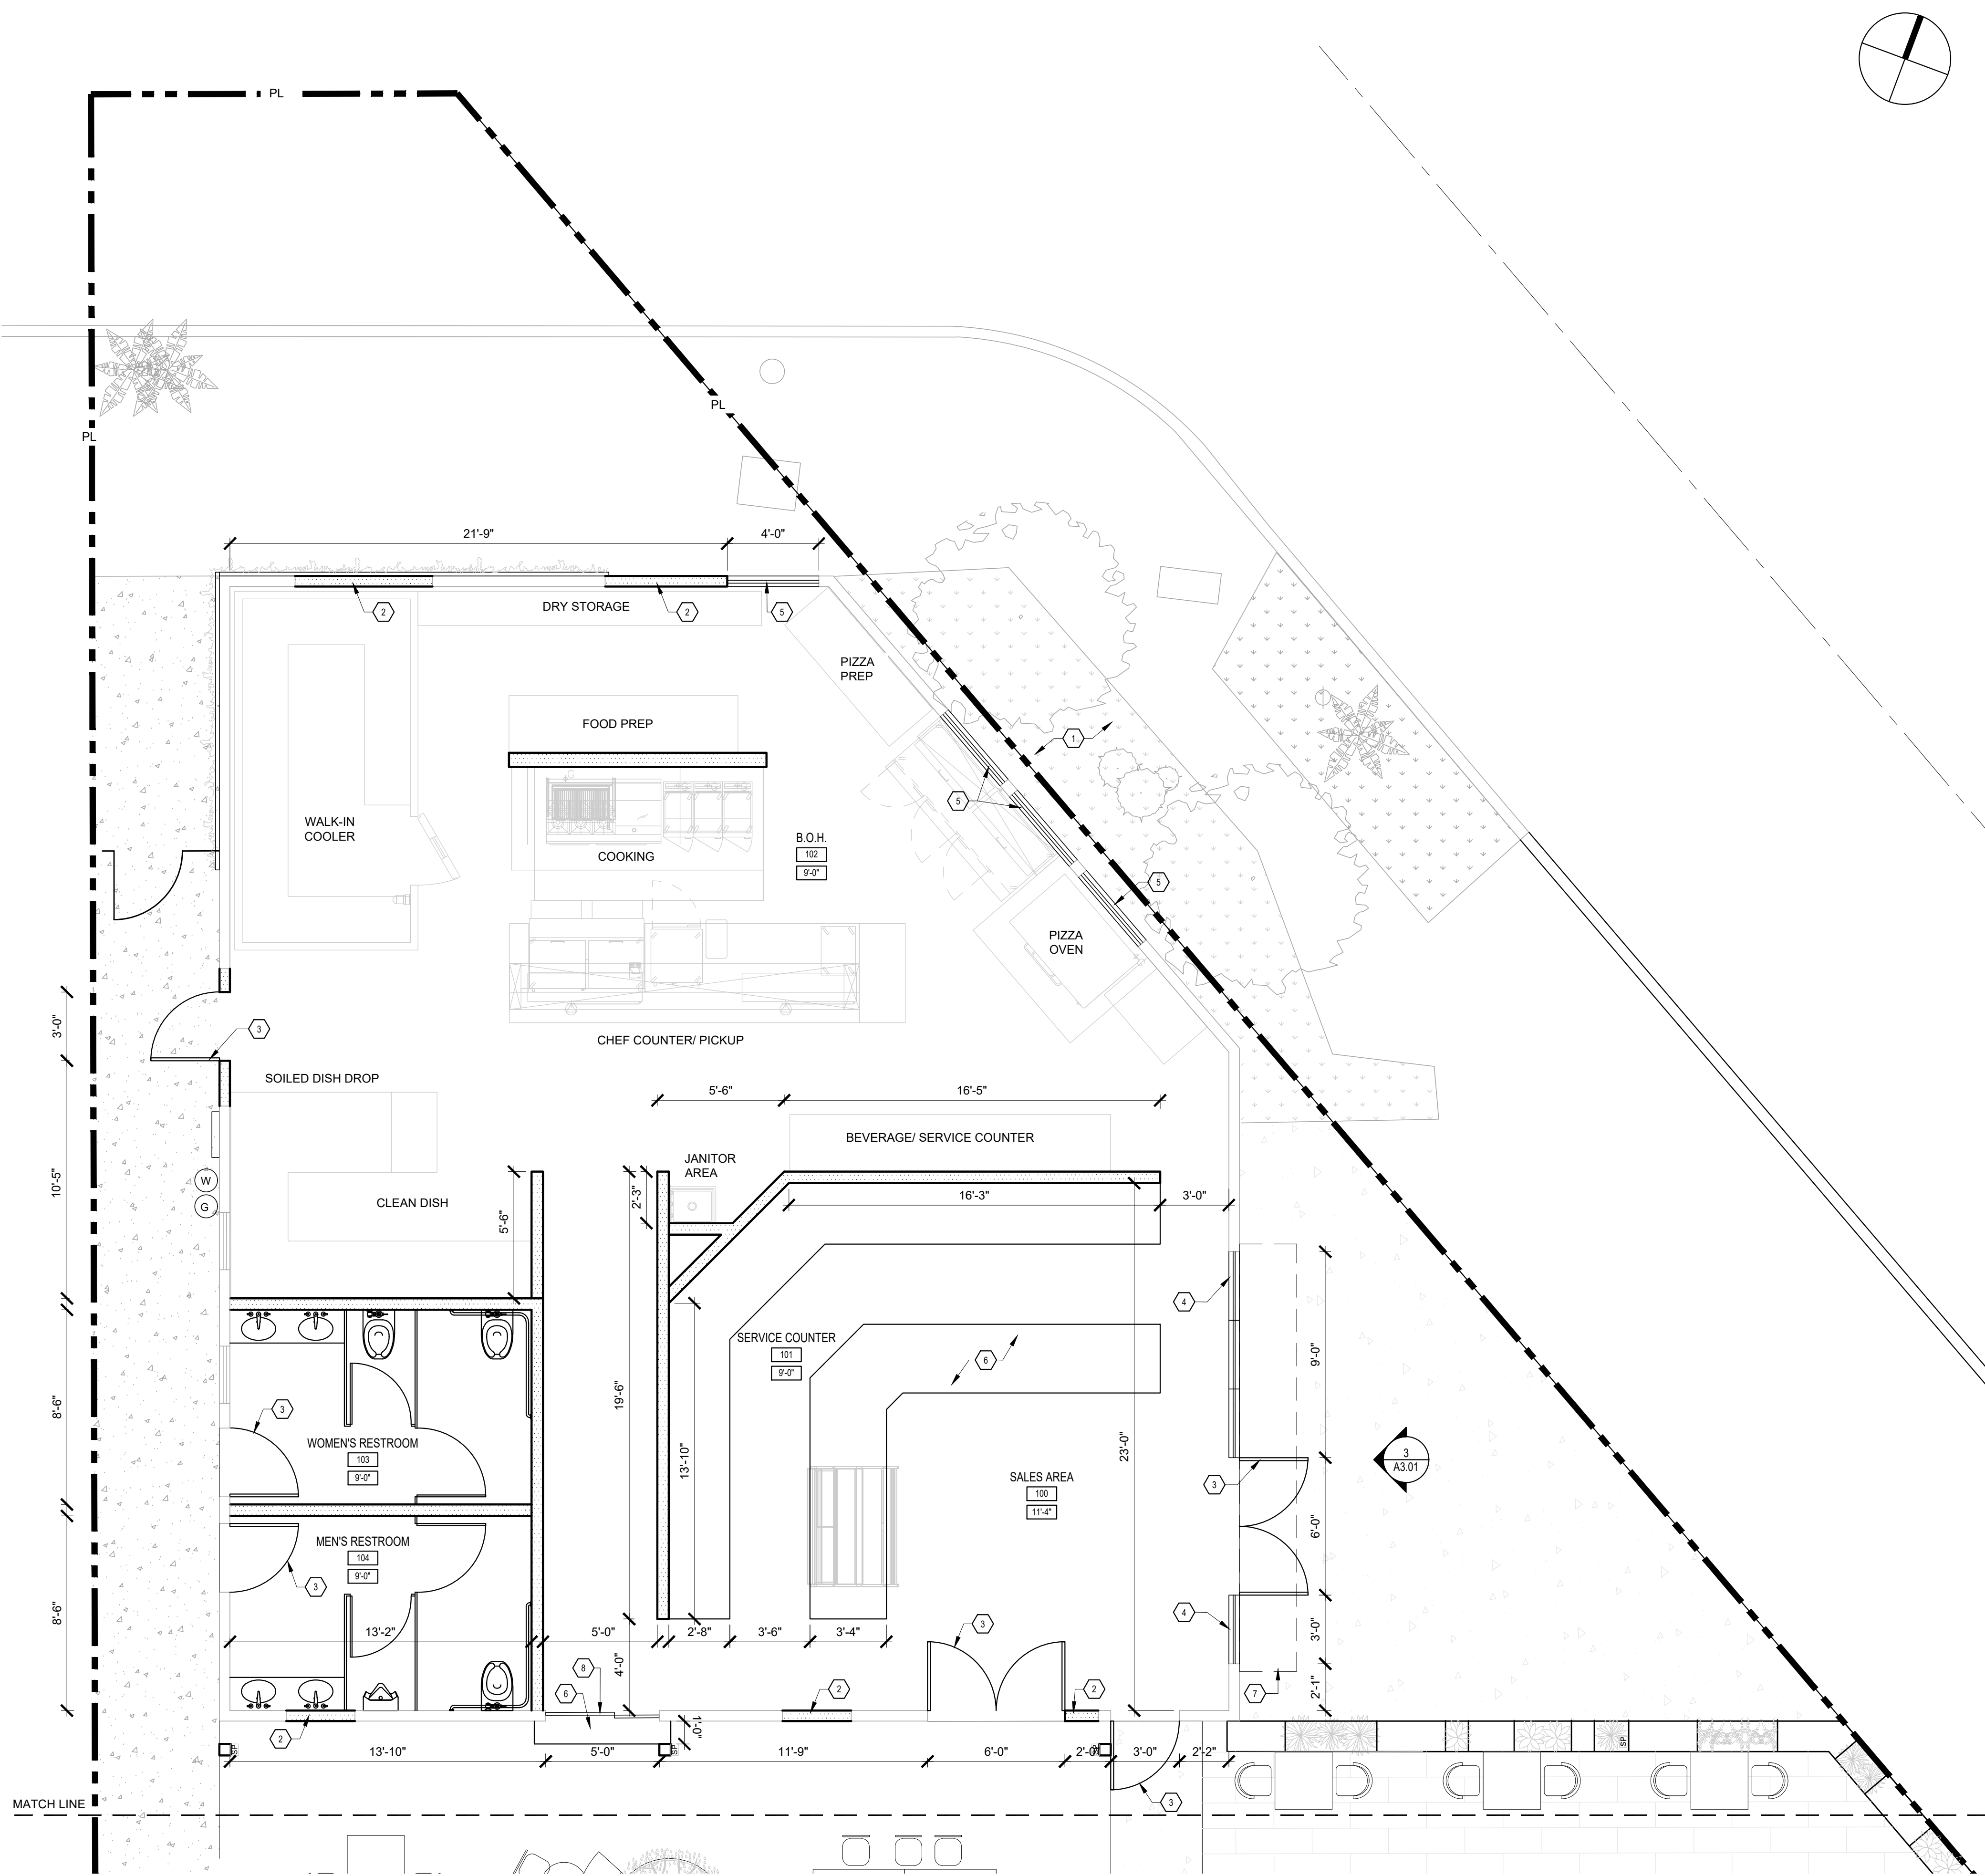 PL
PL
PL
21'-9"
4'-0"
2
2
5
DRY STORAGE
PIZZA
PREP
FOOD PREP
1
5
WALK-IN
COOLER
B.O.H.
102
9'-0"
COOKING
5
PIZZA
OVEN
3'-0"
3
CHEF COUNTER/ PICKUP
SOILED DISH DROP
5'-6"
16'-5"
BEVERAGE/ SERVICE COUNTER
JANITOR
AREA
10'-5"
W
G
CLEAN DISH
5'-6"
2'-3"
16'-3"
3'-0"
4
SERVICE COUNTER
101
9'-0"
6
9'-0"
8'-6"
3
19'-6"
WOMEN'S RESTROOM
103
9'-0"
13'-10"
23'-0"
SALES AREA
100
11'-4"
3
3
A3.01
6'-0"
MEN'S RESTROOM
104
9'-0"
3
8'-6"
13'-2"
5'-0"
2'-8"
3'-6"
3'-4"
3
4
3'-0"
4'-0"
8
6
2
2
7
2'-1"
2
1'-0"
SP
SP
SP
SP
13'-10"
5'-0"
11'-9"
6'-0"
2'-0"
3'-0"
2'-2"
3
MATCH LINE